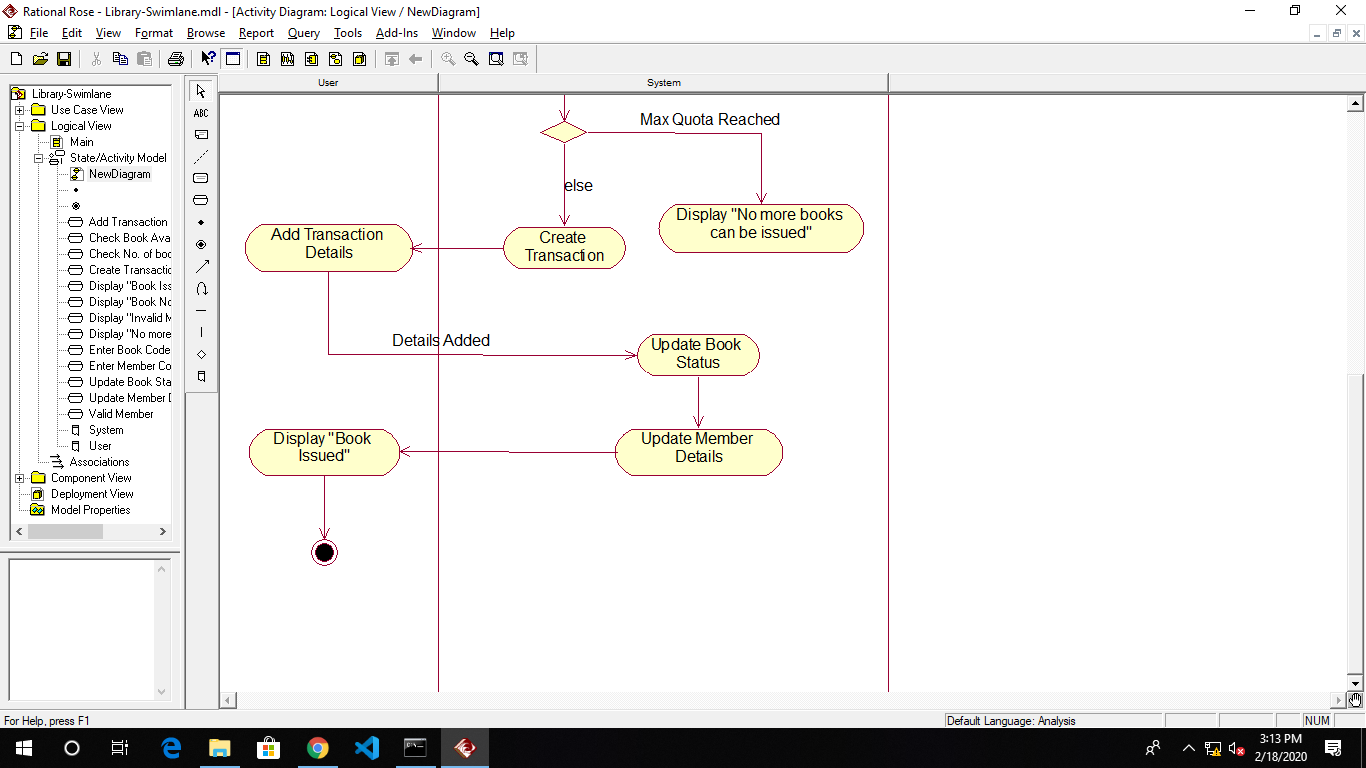 Rational Rose - Library-Swimlane.mdl - [Activity Diagram: Logical View / NewDiagram]
File Edit View Format Browse Report Query Tools Add-Ins Window Help
User System
Library-Swimlane
Use Case View
Logical View
Main
State/Activity Model
NewDiagram
Add Transaction
Check Book Ava
Check No. of boo
Create Transactic
Display "Book Iss
Display "Book No
Display "Invalid M
Display "No more
Enter Book Code
Enter Member Co
Update Book Sta
Update Member D
Valid Member
System
User
Associations
Component View
Deployment View
Model Properties
ABC
Max Quota Reached
else
Display "No more books
can be issued"
Add Transaction
Details
Create
Transaction
Details Added
Update Book
Status
Display "Book
Issued"
Update Member
Details
For Help, press F1
Default Language: Analysis
NUM
3:13 PM
2/18/2020